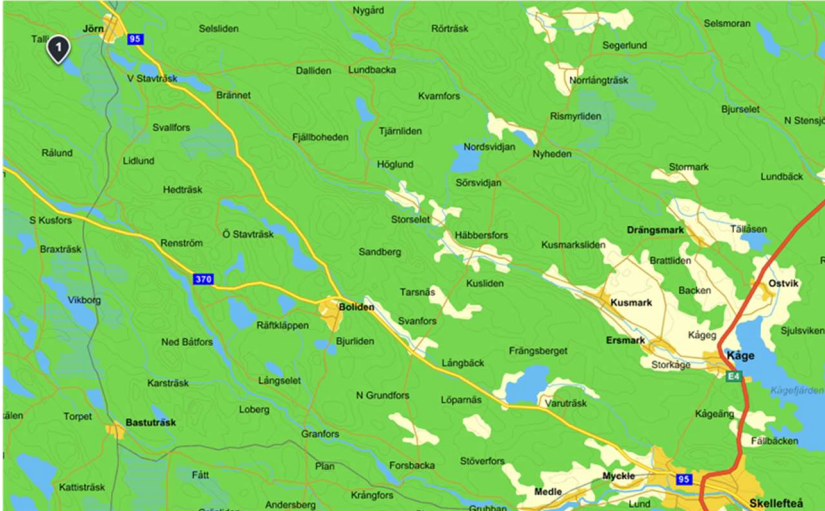 Nygård
Selsliden
Rörträsk
Selsmoran
Jörn
95
Segerlund
1
V Stavträsk
Dalliden
Lundbacka
Norrlångträsk
Brännet
Kvarnfors
Bjurselet
Rismyrliden
N Stensjö
Svallfors
Fjällboheden
Tjärnliden
Rålund
Lidlund
Höglund
Nordsvidjan
Nyheden
Stormark
Lundbäck
Hedträsk
Sörsvidjan
S Kusfors
Storselet
Drängsmark
Tällåsen
Braxträsk
Renström
Ö Stavträsk
Häbbersfors
Kusmarksliden
Sandberg
Brattliden
370
Kusliden
Ostvik
Vikborg
Tarsnäs
Backen
Boliden
Kusmark
Räftkläppen
Svanfors
Sjulsviken
Ned Båtfors
Bjurliden
Ersmark
Kågeg
Frängsberget
Kåge
Långbäck
Storkåge
E4
Karsträsk
Långselet
Kågefjärden
Loberg
N Grundfors
Löparnäs
Varuträsk
Torpet
Kågeäng
Bastuträsk
Granfors
Fällbäcken
Plan
Forsbacka
Stöverfors
Fått
Myckle
95
Kattisträsk
Krångfors
Medle
Andersberg
Lund
Skellefteå
Grubban